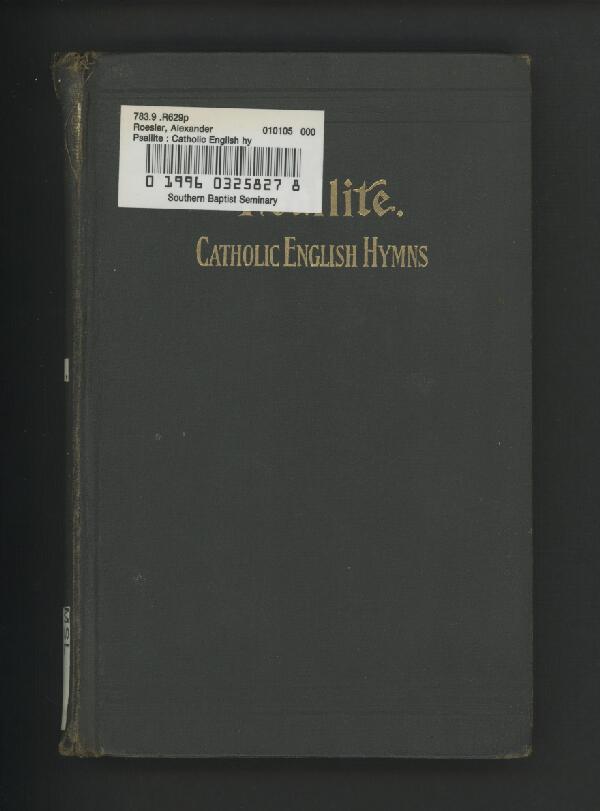 783.9 .R629p
Roesler, Alexander 010105 000
Psallite : Catholic English hy
0 1996 0325827 8
Southern Baptist Seminary
CATHOLIC ENGLISH HYMNS